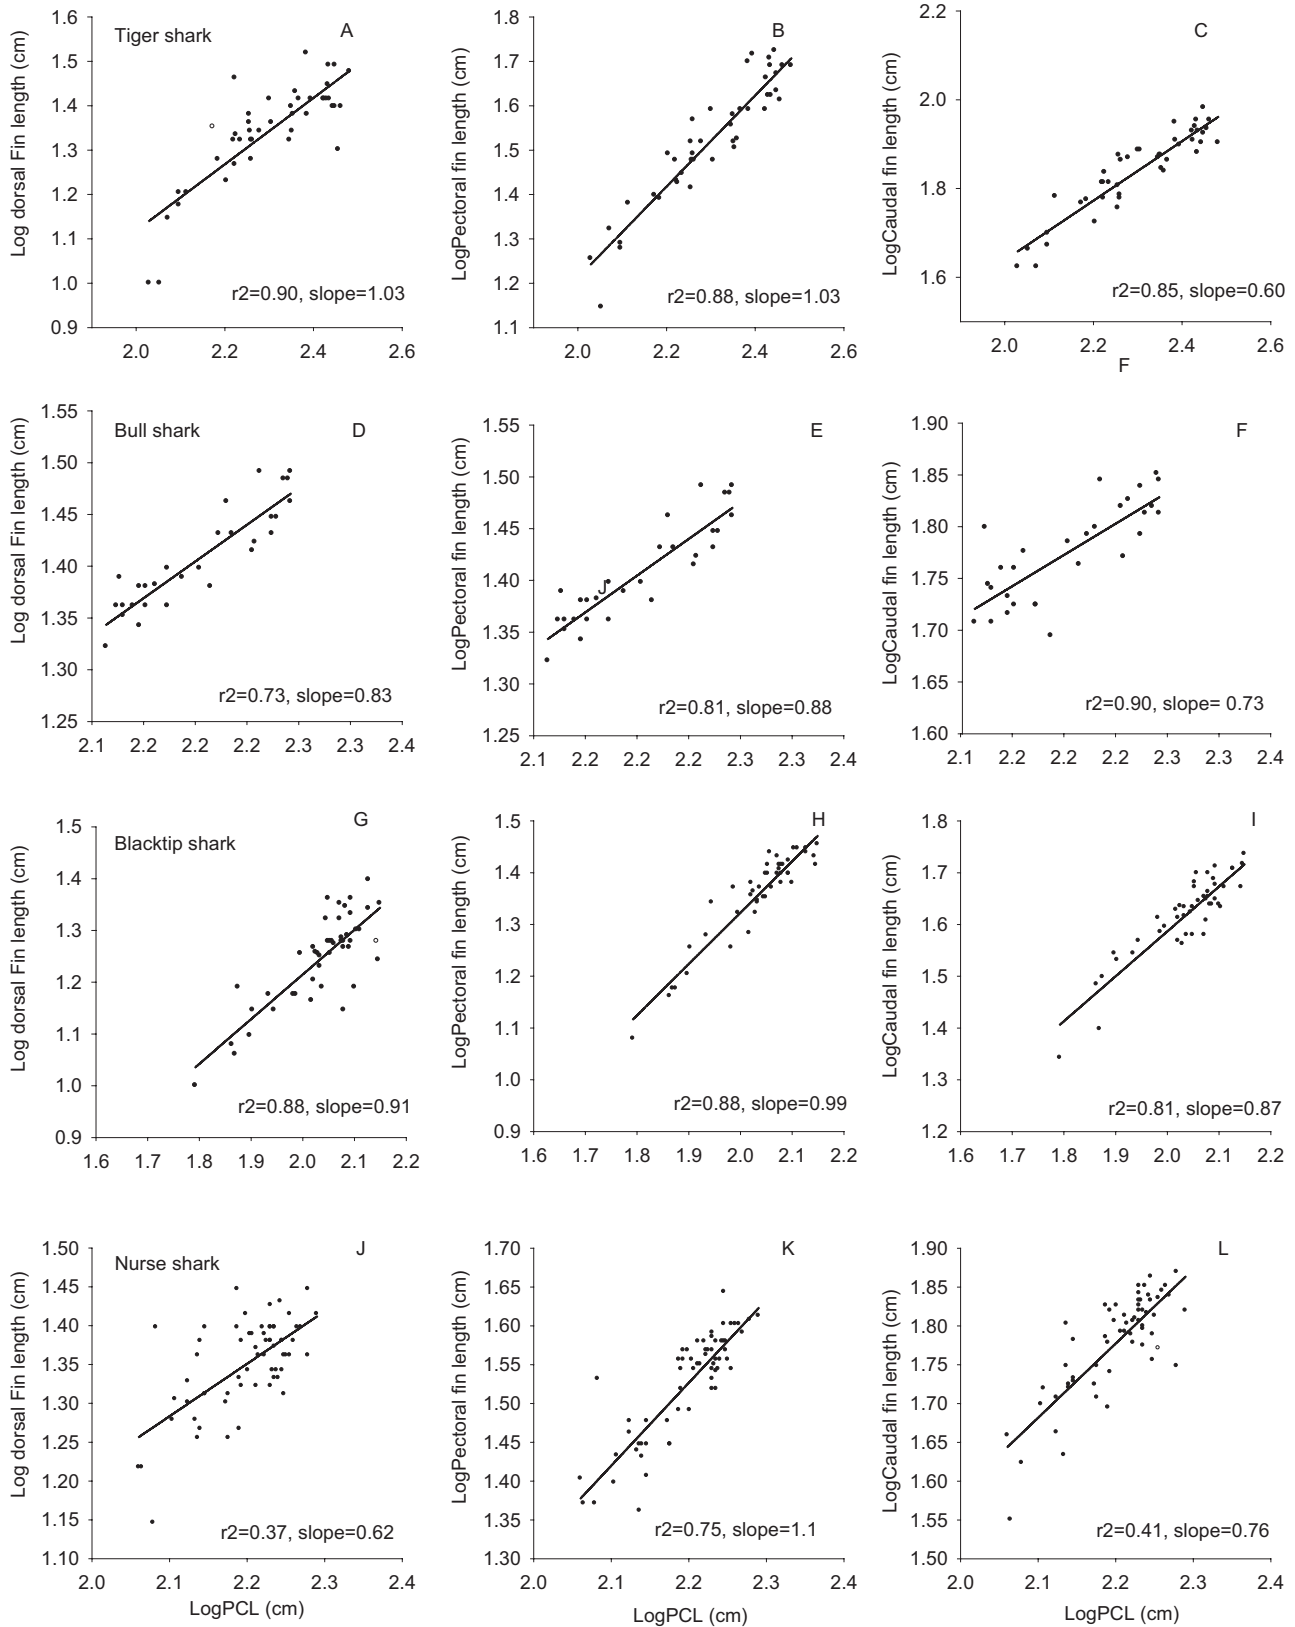 Log dorsal Fin length (cm)
1.6
1.5
1.4
1.3
1.2
1.1
1.0
0.9
Tiger shark
A
r2=0.90, slope=1.03
2.0 2.2 2.4 2.6
LogPectoral fin length (cm)
1.8
1.7
1.6
1.5
1.4
1.3
1.2
1.1
B
r2=0.88, slope=1.03
2.0 2.2 2.4 2.6
LogCaudal fin length (cm)
2.2
2.0
1.8
1.6
C
r2=0.85, slope=0.60
2.0 2.2 2.4 2.6
F
Log dorsal Fin length (cm)
1.55
1.50
1.45
1.40
1.35
1.30
1.25
Bull shark
D
r2=0.73, slope=0.83
2.1 2.2 2.2 2.2 2.3 2.3 2.4
LogPectoral fin length (cm)
1.55
1.50
1.45
1.40
1.35
1.30
1.25
E
J
r2=0.81, slope=0.88
2.1 2.2 2.2 2.2 2.3 2.3 2.4
LogCaudal fin length (cm)
1.90
1.85
1.80
1.75
1.70
1.65
1.60
F
r2=0.90, slope= 0.73
2.1 2.2 2.2 2.2 2.3 2.3 2.4
Log dorsal Fin length (cm)
1.5
1.4
1.3
1.2
1.1
1.0
0.9
Blacktip shark
G
r2=0.88, slope=0.91
1.6 1.7 1.8 1.9 2.0 2.1 2.2
LogPectoral fin length (cm)
1.5
1.4
1.3
1.2
1.1
1.0
0.9
H
r2=0.88, slope=0.99
1.6 1.7 1.8 1.9 2.0 2.1 2.2
LogCaudal fin length (cm)
1.8
1.7
1.6
1.5
1.4
1.3
1.2
I
r2=0.81, slope=0.87
1.6 1.7 1.8 1.9 2.0 2.1 2.2
Log dorsal Fin length (cm)
1.50
1.45
1.40
1.35
1.30
1.25
1.20
1.15
1.10
Nurse shark
J
r2=0.37, slope=0.62
2.0 2.1 2.2 2.3 2.4
LogPCL (cm)
LogPectoral fin length (cm)
1.70
1.65
1.60
1.55
1.50
1.45
1.40
1.35
1.30
K
r2=0.75, slope=1.1
2.0 2.1 2.2 2.3 2.4
LogPCL (cm)
LogCaudal fin length (cm)
1.90
1.85
1.80
1.75
1.70
1.65
1.60
1.55
1.50
L
r2=0.41, slope=0.76
2.0 2.1 2.2 2.3 2.4
LogPCL (cm)